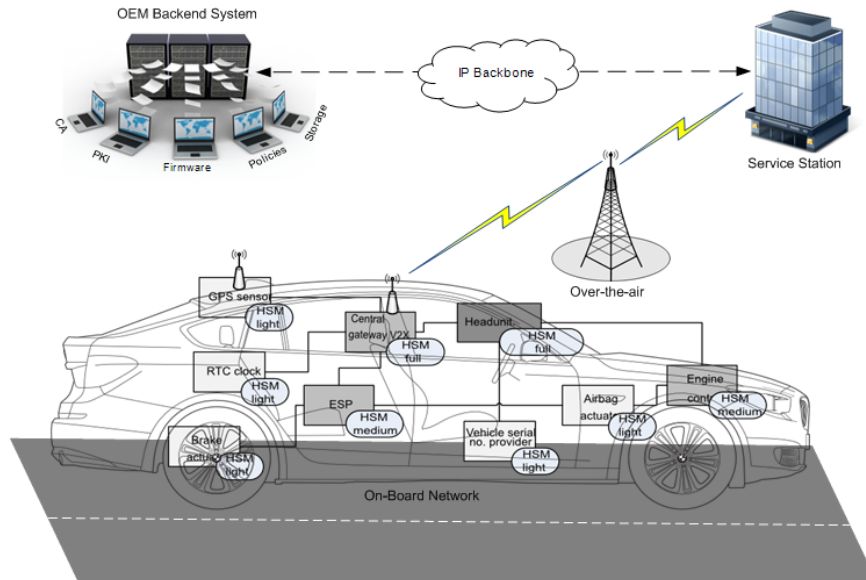 OEM Backend System
IP Backbone
CA
PKI
Firmware
Policies
Storage
Service Station
Over-the-air
GPS sensor
HSM
light
Central
gateway V2X
HSM
full
Headunit
HSM
full
RTC clock
HSM
light
ESP
HSM
medium
Airbag
actuat
HSM
light
Engine
cont
HSM
medium
Brake
actu
HSM
light
Vehicle serial
no. provider
HSM
light
On-Board Network